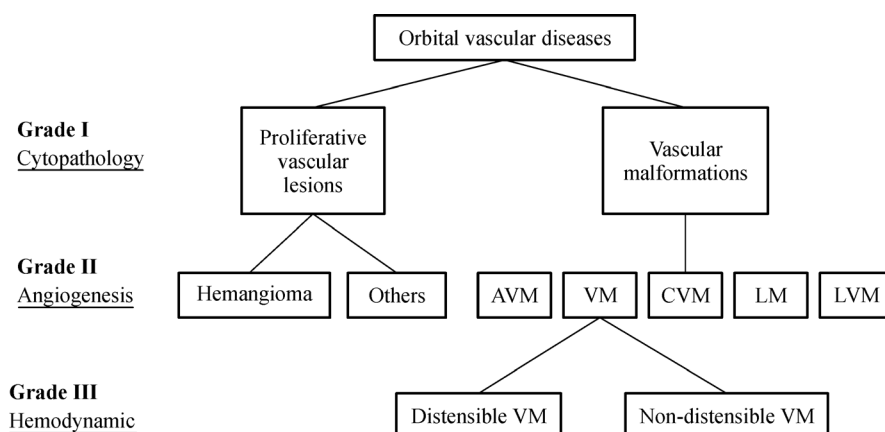 Orbital vascular diseases
Grade I
Cytopathology
Proliferative
vascular
lesions
Vascular
malformations
Grade II
Angiogenesis
Hemangioma
Others
AVM
VM
CVM
LM
LVM
Grade III
Hemodynamic
Distensible VM
Non-distensible VM